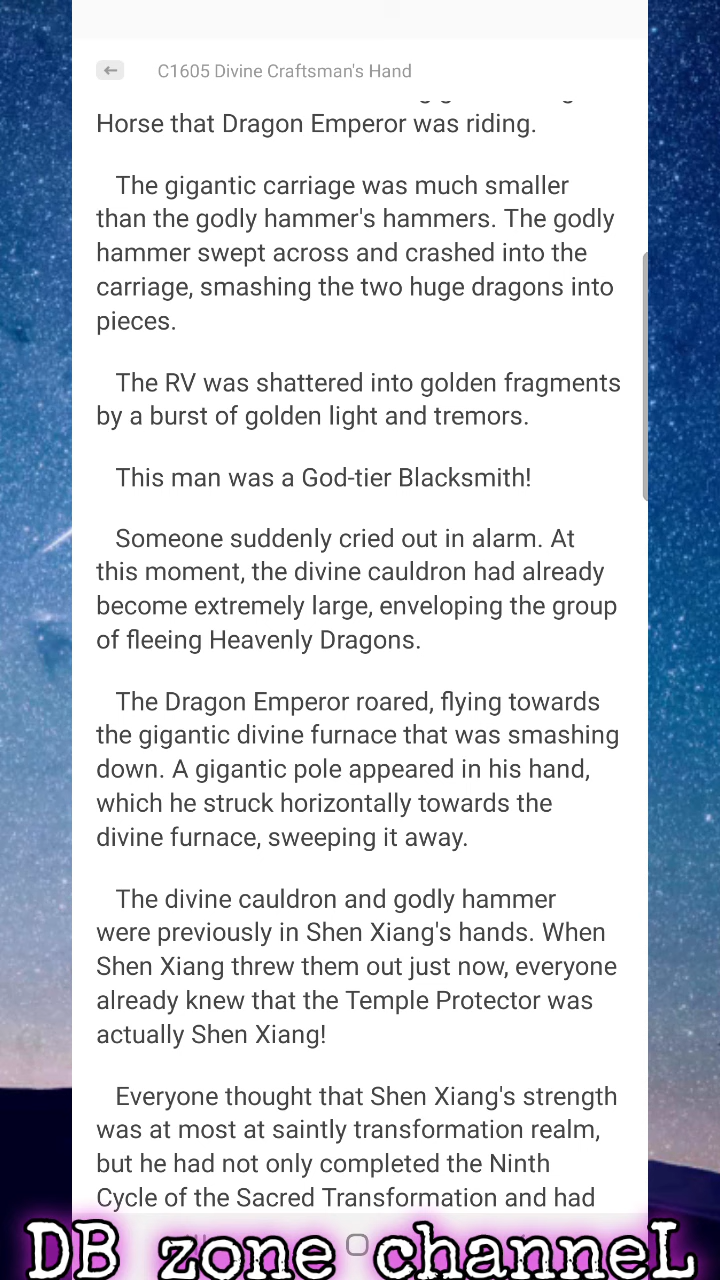 C1605 Divine Craftsman's Hand
Horse that Dragon Emperor was riding.
The gigantic carriage was much smaller
than the godly hammer's hammers. The godly
hammer swept across and crashed into the
carriage, smashing the two huge dragons into
pieces.
The RV was shattered into golden fragments
by a burst of golden light and tremors.
This man was a God-tier Blacksmith!
Someone suddenly cried out in alarm. At
this moment, the divine cauldron had already
become extremely large, enveloping the group
of fleeing Heavenly Dragons.
The Dragon Emperor roared, flying towards
the gigantic divine furnace that was smashing
down. A gigantic pole appeared in his hand,
which he struck horizontally towards the
divine furnace, sweeping it away.
The divine cauldron and godly hammer
were previously in Shen Xiang's hands. When
Shen Xiang threw them out just now, everyone
already knew that the Temple Protector was
actually Shen Xiang!
Everyone thought that Shen Xiang's strength
was at most at saintly transformation realm,
but he had not only completed the Ninth
Cycle of the Sacred Transformation and had
DB zone channeL